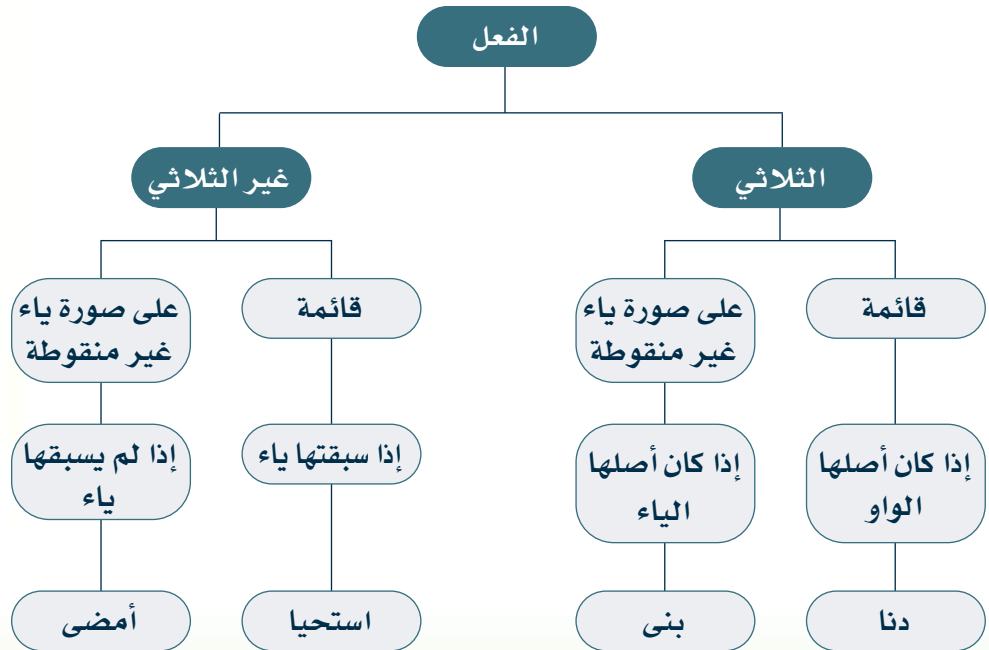 الفعل
الثلاثي
غير الثلاثي
قائمة
على صورة ياء
غير منقوطة
قائمة
على صورة ياء
غير منقوطة
إذا كان أصلها
الواو
إذا كان أصلها
الياء
إذا سبقتها ياء
إذا لم يسبقها
ياء
دنا
بنى
استحيا
أمضى